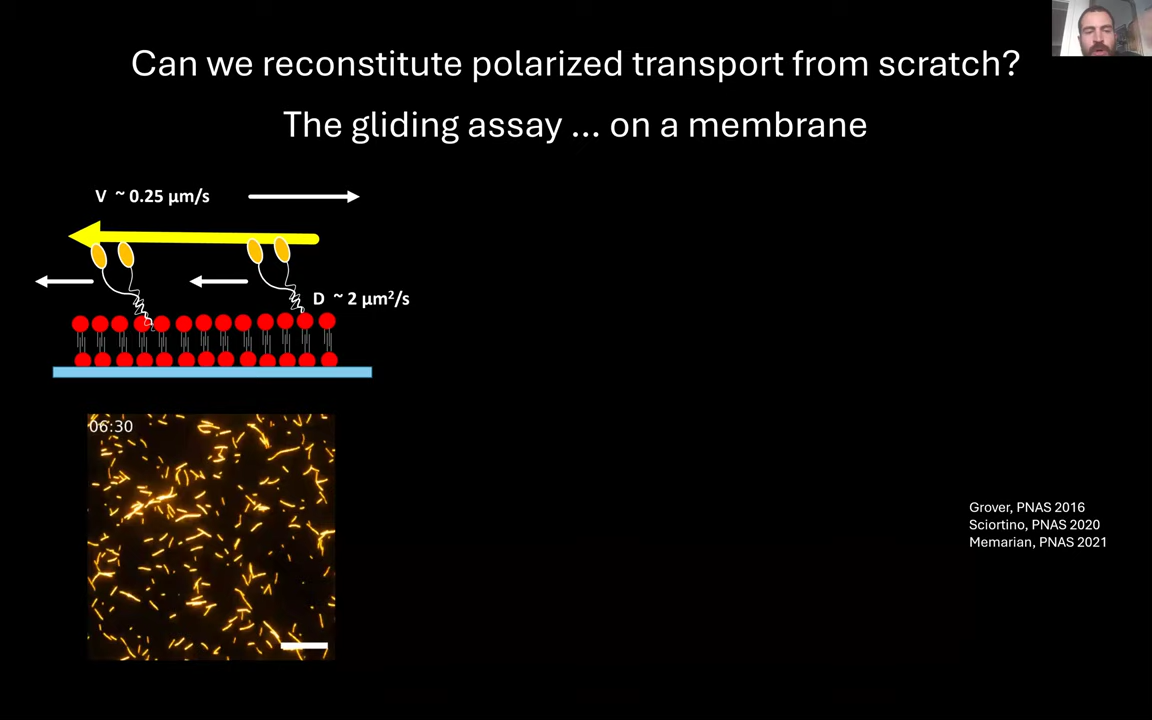 Can we reconstitute polarized transport from scratch?
The gliding assay ... on a membrane
V ~ 0.25 µm/s
D ~ 2 µm²/s
06:30
Grover, PNAS 2016
Sciortino, PNAS 2020
Memarian, PNAS 2021